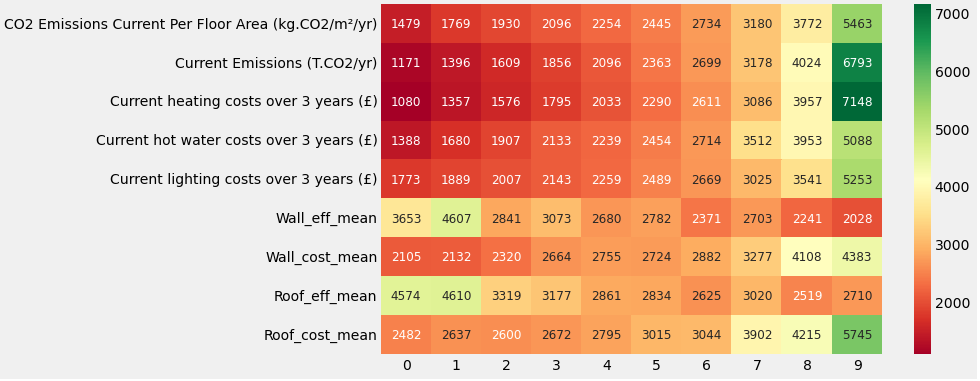 CO2 Emissions Current Per Floor Area (kg.CO2/m²/yr) 1479 1769 1930 2096 2254 2445 2734 3180 3772 5463
Current Emissions (T.CO2/yr) 1171 1396 1609 1856 2096 2363 2699 3178 4024 6793
Current heating costs over 3 years (£) 1080 1357 1576 1795 2033 2290 2611 3086 3957 7148
Current hot water costs over 3 years (£) 1388 1680 1907 2133 2239 2454 2714 3512 3953 5088
Current lighting costs over 3 years (£) 1773 1889 2007 2143 2259 2489 2669 3025 3541 5253
Wall_eff_mean 3653 4607 2841 3073 2680 2782 2371 2703 2241 2028
Wall_cost_mean 2105 2132 2320 2664 2755 2724 2882 3277 4108 4383
Roof_eff_mean 4574 4610 3319 3177 2861 2834 2625 3020 2519 2710
Roof_cost_mean 2482 2637 2600 2672 2795 3015 3044 3902 4215 5745
0 1 2 3 4 5 6 7 8 9
7000
6000
5000
4000
3000
2000